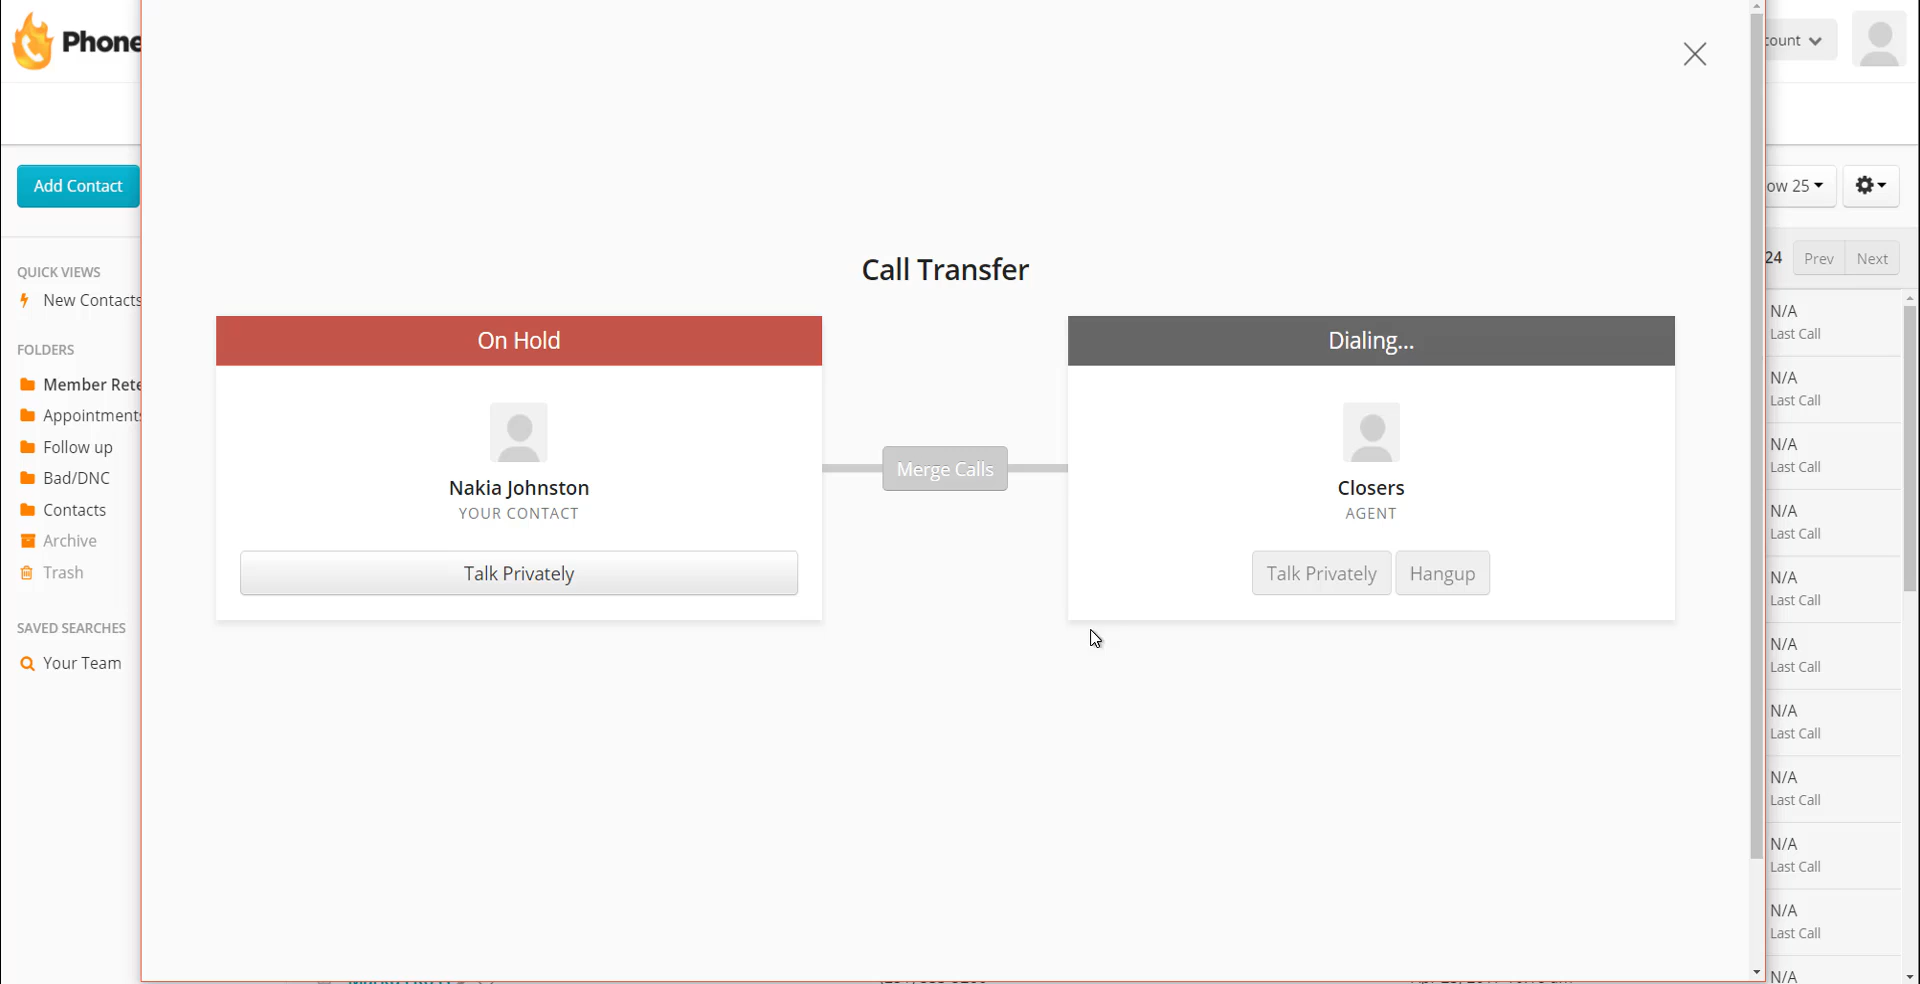 Phone
count
Add Contact
ow 25
QUICK VIEWS
New Contacts
24
Prev
Next
FOLDERS
Member Rete
Appointments
Follow up
Bad/DNC
Contacts
Archive
Trash
SAVED SEARCHES
Your Team
Call Transfer
On Hold
Nakia Johnston
YOUR CONTACT
Talk Privately
Merge Calls
Dialing...
Closers
AGENT
Talk Privately
Hangup
N/A
Last Call
N/A
Last Call
N/A
Last Call
N/A
Last Call
N/A
Last Call
N/A
Last Call
N/A
Last Call
N/A
Last Call
N/A
Last Call
N/A
Last Call
N/A